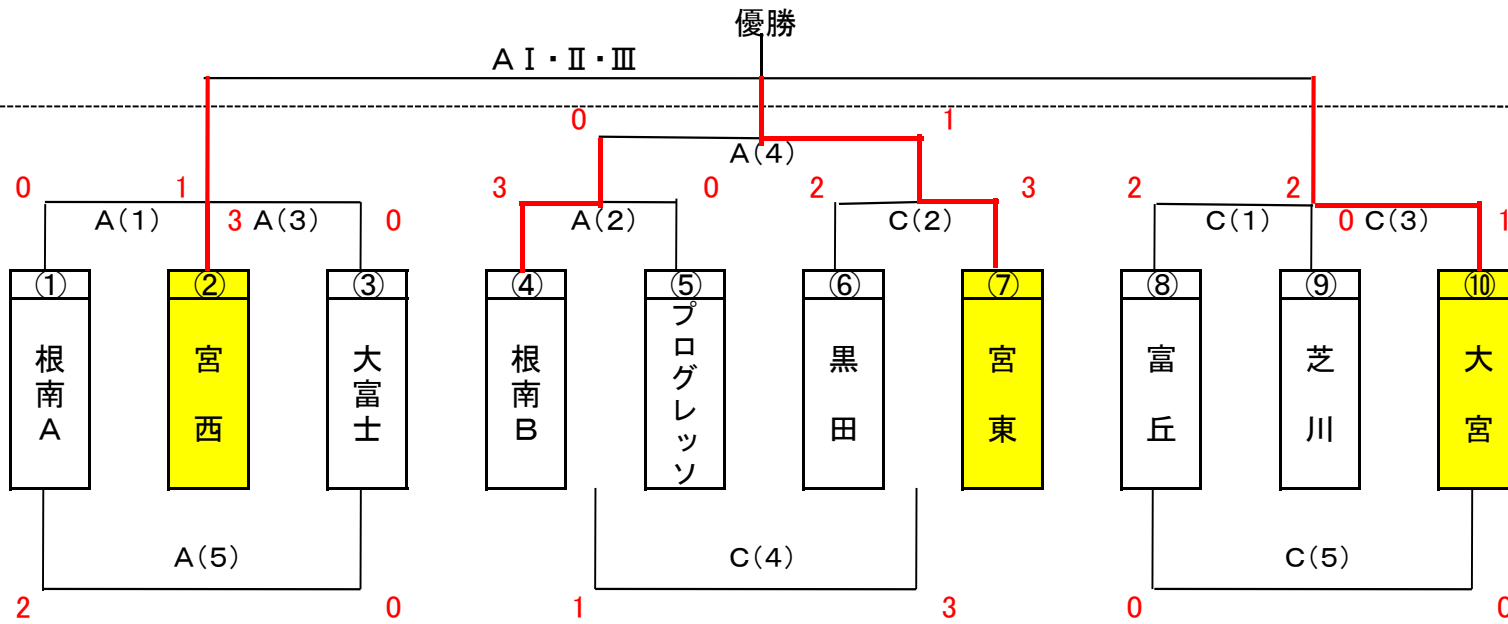 優勝
AⅠ・Ⅱ・Ⅲ
0 1
A(4)
0 1 3 0 2 3 2 2
A(1) 3 A(3) 0 A(2) C(2) C(1) 0 C(3) 1
① ② ③ ④ ⑤ ⑥ ⑦ ⑧ ⑨ ⑩
根南A
宮西
大富士
根南B
プログレッソ
黒田
宮東
富丘
芝川
大宮
A(5) C(4) C(5)
2 0 1 3 0 0